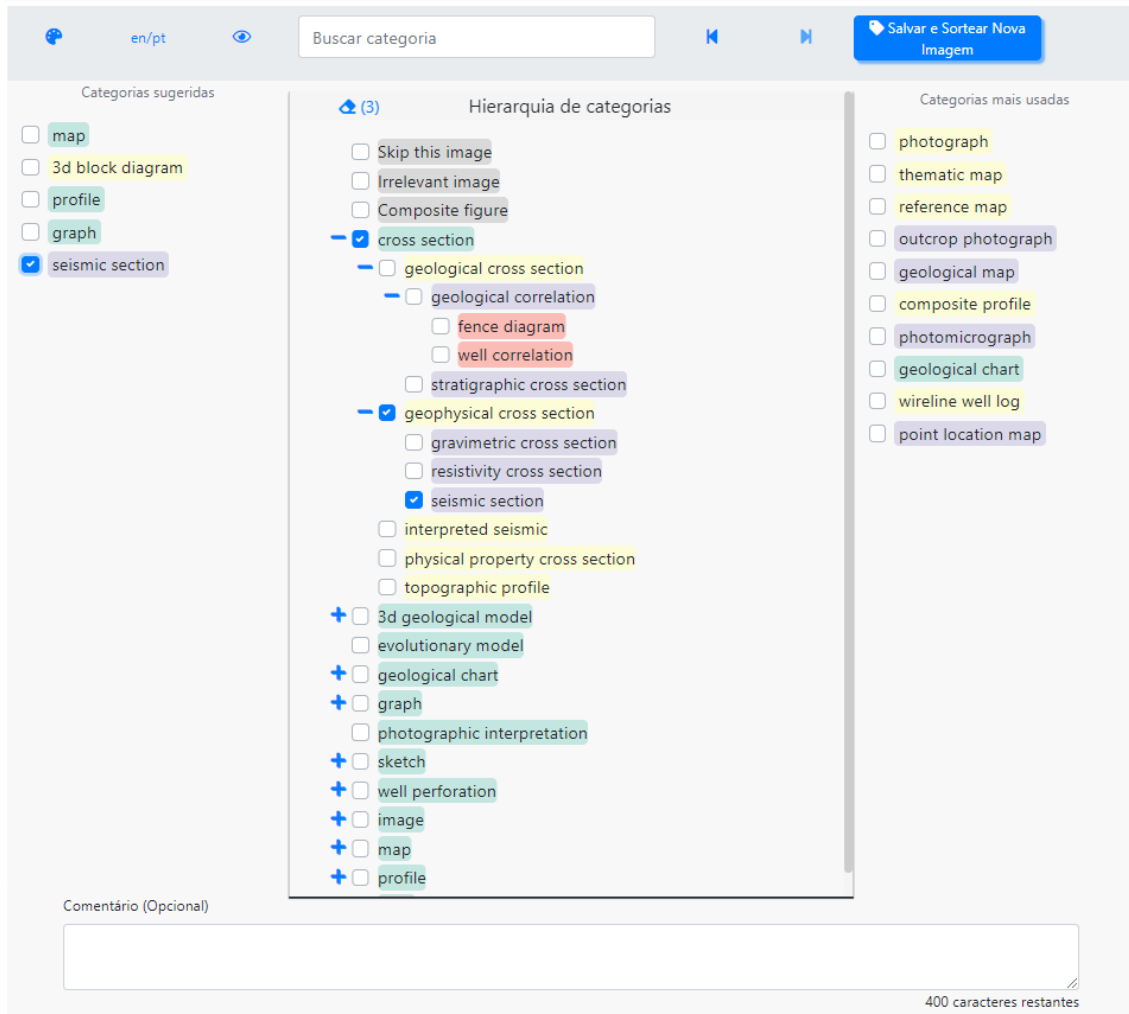 en/pt
Buscar categoria
Salvar e Sortear Nova
Imagem
Categorias sugeridas
map
3d block diagram
profile
graph
seismic section
(3)
Hierarquia de categorias
Skip this image
Irrelevant image
Composite figure
cross section
geological cross section
geological correlation
fence diagram
well correlation
stratigraphic cross section
geophysical cross section
gravimetric cross section
resistivity cross section
seismic section
interpreted seismic
physical property cross section
topographic profile
3d geological model
evolutionary model
geological chart
graph
photographic interpretation
sketch
well perforation
image
map
profile
Categorias mais usadas
photograph
thematic map
reference map
outcrop photograph
geological map
composite profile
photomicrograph
geological chart
wireline well log
point location map
Comentário (Opcional)
400 caracteres restantes